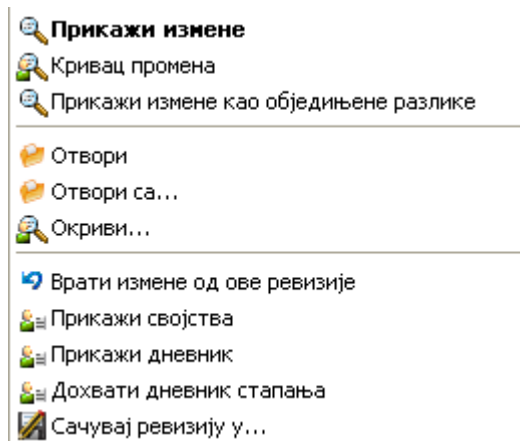 Прикажи измене
Кривац промена
Прикажи измене као обједињене разлике
Отвори
Отвори са...
Окриви...
Врати измене од ове ревизије
Прикажи својства
Прикажи дневник
Дохвати дневник стапања
Сачувај ревизију у...